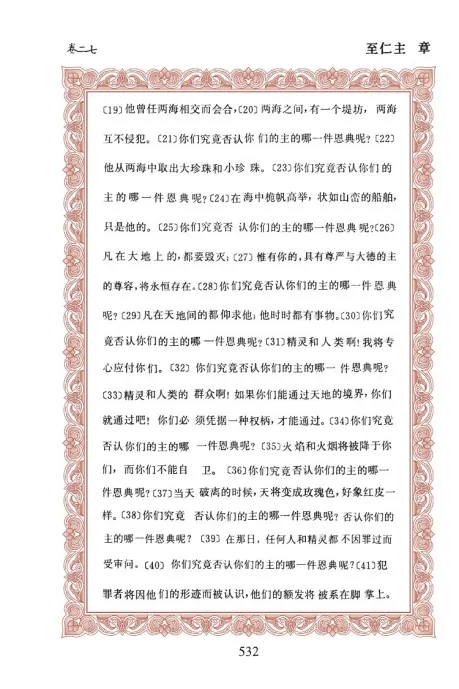 卷二七 至仁主 章
〔19〕他曾任两海相交而会合,〔20〕两海之间,有一个堤坊,两海
互不侵犯。〔21〕你们究竟否认你 们的主的哪一件恩典呢?〔22〕
他从两海中取出大珍珠和小珍 珠。〔23〕你们究竟否认你们的
主的哪一件恩典呢?〔24〕在海中桅帆高举,状如山峦的船舶,
只是他的。〔25〕你们究竟否 认你们的主的哪一件恩典呢?〔26〕
凡在大地上的,都要毁灭;〔27〕惟有你的,具有尊严与大德的主
的尊容,将永恒存在。〔28〕你们究竟否认你们的主的哪一件恩典
呢?〔29〕凡在天地间的都仰求他;他时时都有事物。〔30〕你们究
竟否认你们的主的哪 一件恩典呢?〔31〕精灵和人类啊!我将专
心应付你们。〔32〕 你们究竟否认你们的主的哪一 件恩典呢?
〔33〕精灵和人类的 群众啊! 如果你们能通过天地的境界,你们
就通过吧! 你们必 须凭据一种权柄,才能通过。〔34〕你们究竟
否认你们的主的哪 一件恩典呢?〔35〕火焰和火烟将被降于你
们, 而你们不能自 卫。〔36〕你们究竟否认你们的主的哪一
件恩典呢?〔37〕当天 破离的时候,天将变成玫瑰色,好象红皮一
样。〔38〕你们究竟 否认你们的主的哪一件恩典呢? 否认你们的
主的哪一件恩典呢? 〔39〕 在那日, 任何人和精灵都 不因罪过而
受审问。〔40〕 你们究竟否认你们的主的哪一件恩典呢?〔41〕犯
罪者将因他们的形迹而被认识,他们的额发将 被系在脚 掌上。
532